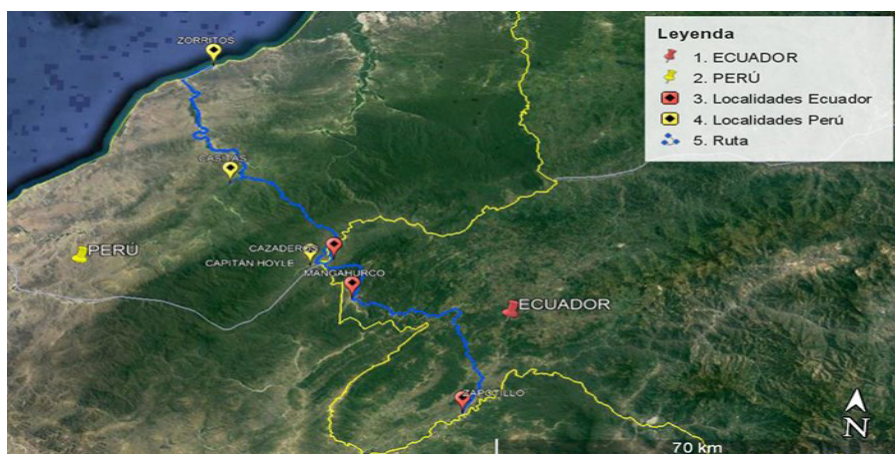 ZORRITOS
CASITAS
PERÚ
CAZADEROS
CAPITÁN HOYLE
MANGAHURCO
ECUADOR
ZAPOTILLO
Leyenda
1. ECUADOR
2. PERÚ
3. Localidades Ecuador
4. Localidades Perú
5. Ruta
N
70 km